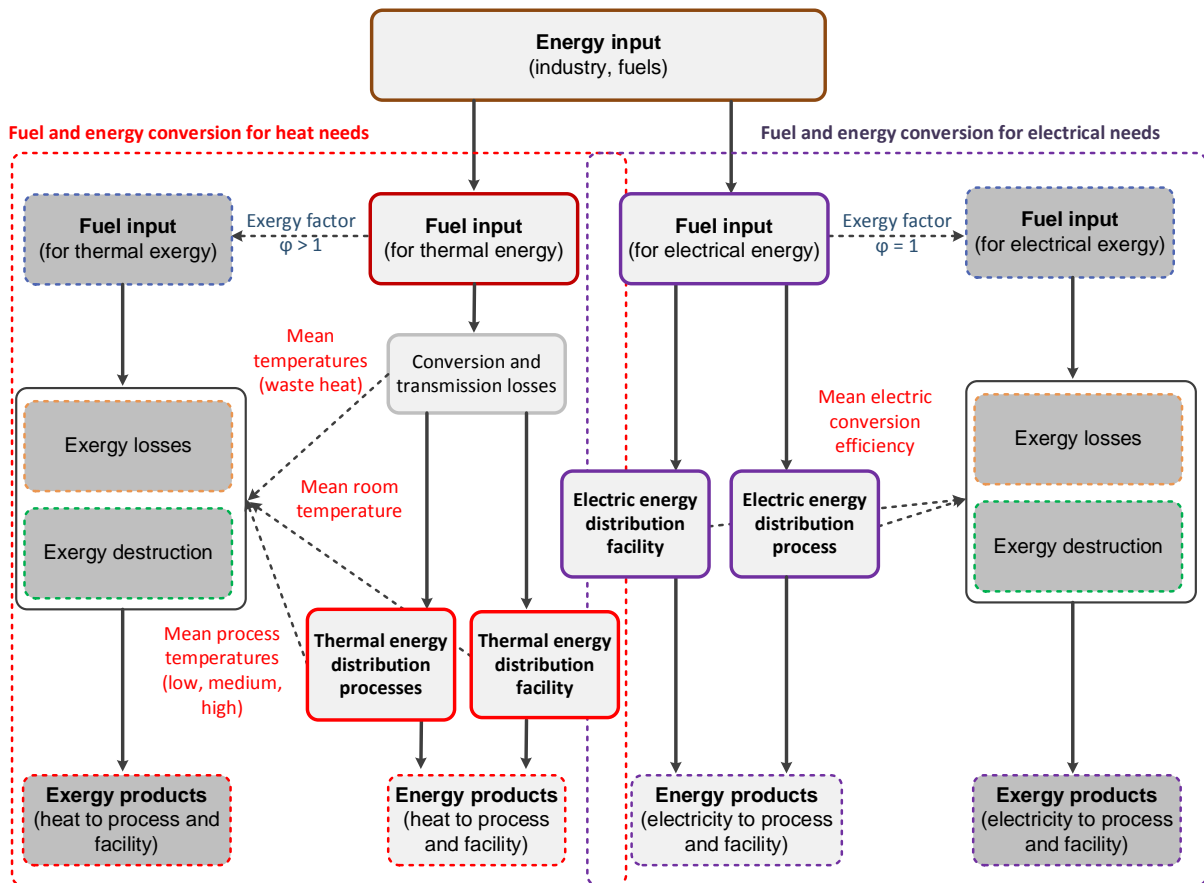 Energy input
(industry, fuels)
Fuel and energy conversion for heat needs
Fuel and energy conversion for electrical needs
Fuel input
(for thermal exergy)
Exergy factor
φ > 1
Fuel input
(for thermal energy)
Fuel input
(for electrical energy)
Exergy factor
φ = 1
Fuel input
(for electrical exergy)
Mean
temperatures
(waste heat)
Conversion and
transmission losses
Mean electric
conversion
efficiency
Exergy losses
Exergy destruction
Mean room
temperature
Electric energy
distribution
facility
Electric energy
distribution
process
Exergy losses
Exergy destruction
Mean process
temperatures
(low, medium,
high)
Thermal energy
distribution
processes
Thermal energy
distribution
facility
Exergy products
(heat to process and
facility)
Energy products
(heat to process
and facility)
Energy products
(electricity to process
and facility)
Exergy products
(electricity to process
and facility)